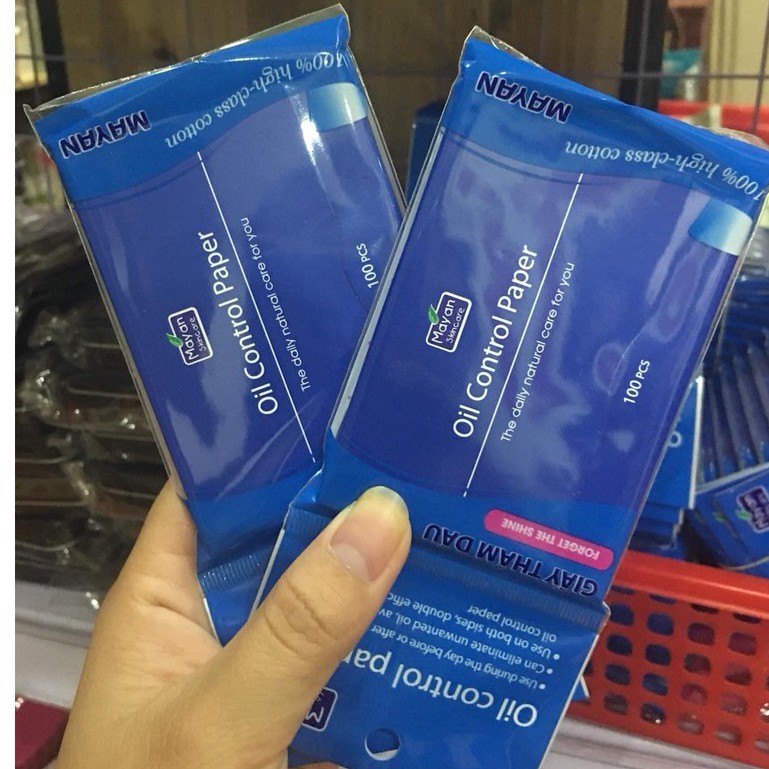 MAYAN
100% high-class cotton
Mayan
Skincare
Oil Control Paper
The daily natural care for you
100 PCS
MAYAN
100% high-class cotton
Mayan
Skincare
Oil Control Paper
The daily natural care for you
100 PCS
FORGET THE SHINE
GIAY THAM DAU
Oil control
• Use during the day before or after
• Can eliminate unwanted oil,
• Use on both sides, double
oil control paper